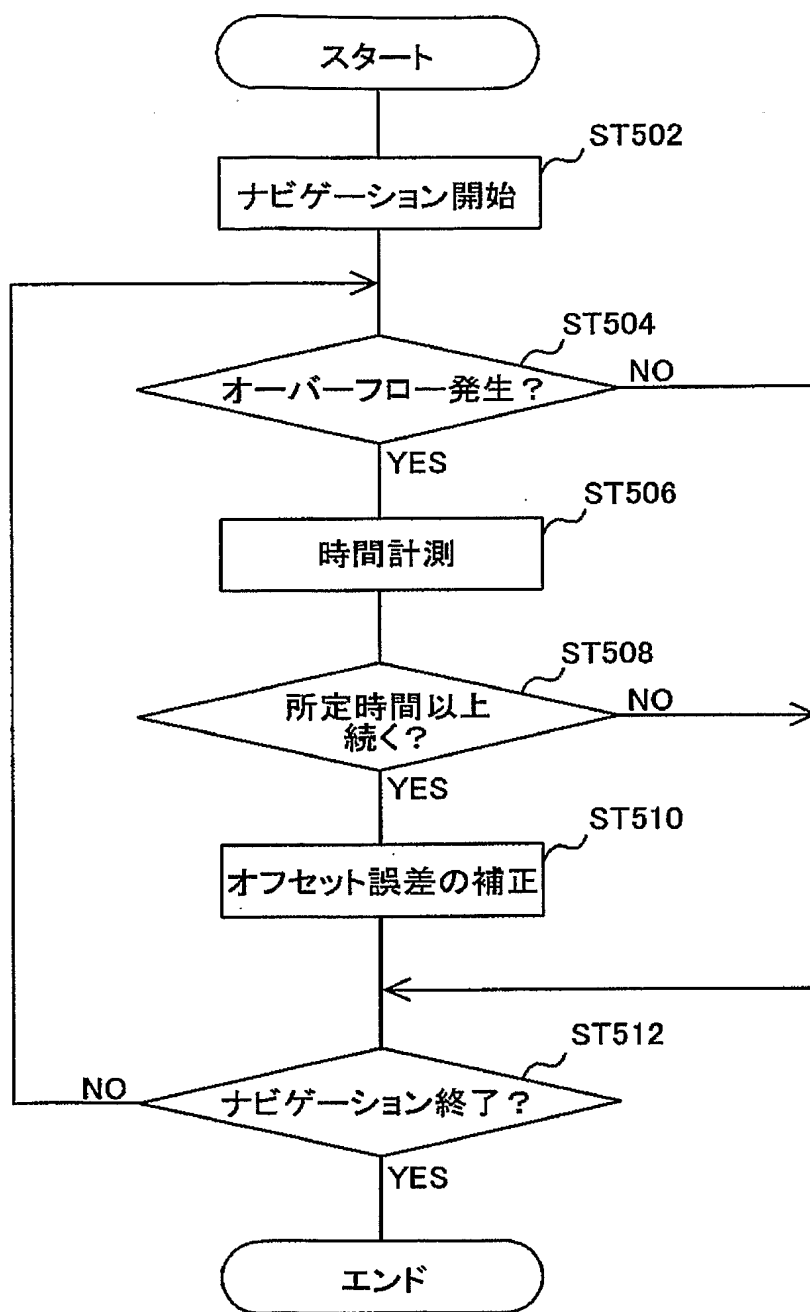 スタート
ST502
ナビゲーション開始
ST504
オーバーフロー発生？
NO
YES
ST506
時間計測
ST508
所定時間以上
続く？
NO
YES
ST510
オフセット誤差の補正
ST512
NO
ナビゲーション終了？
YES
エンド